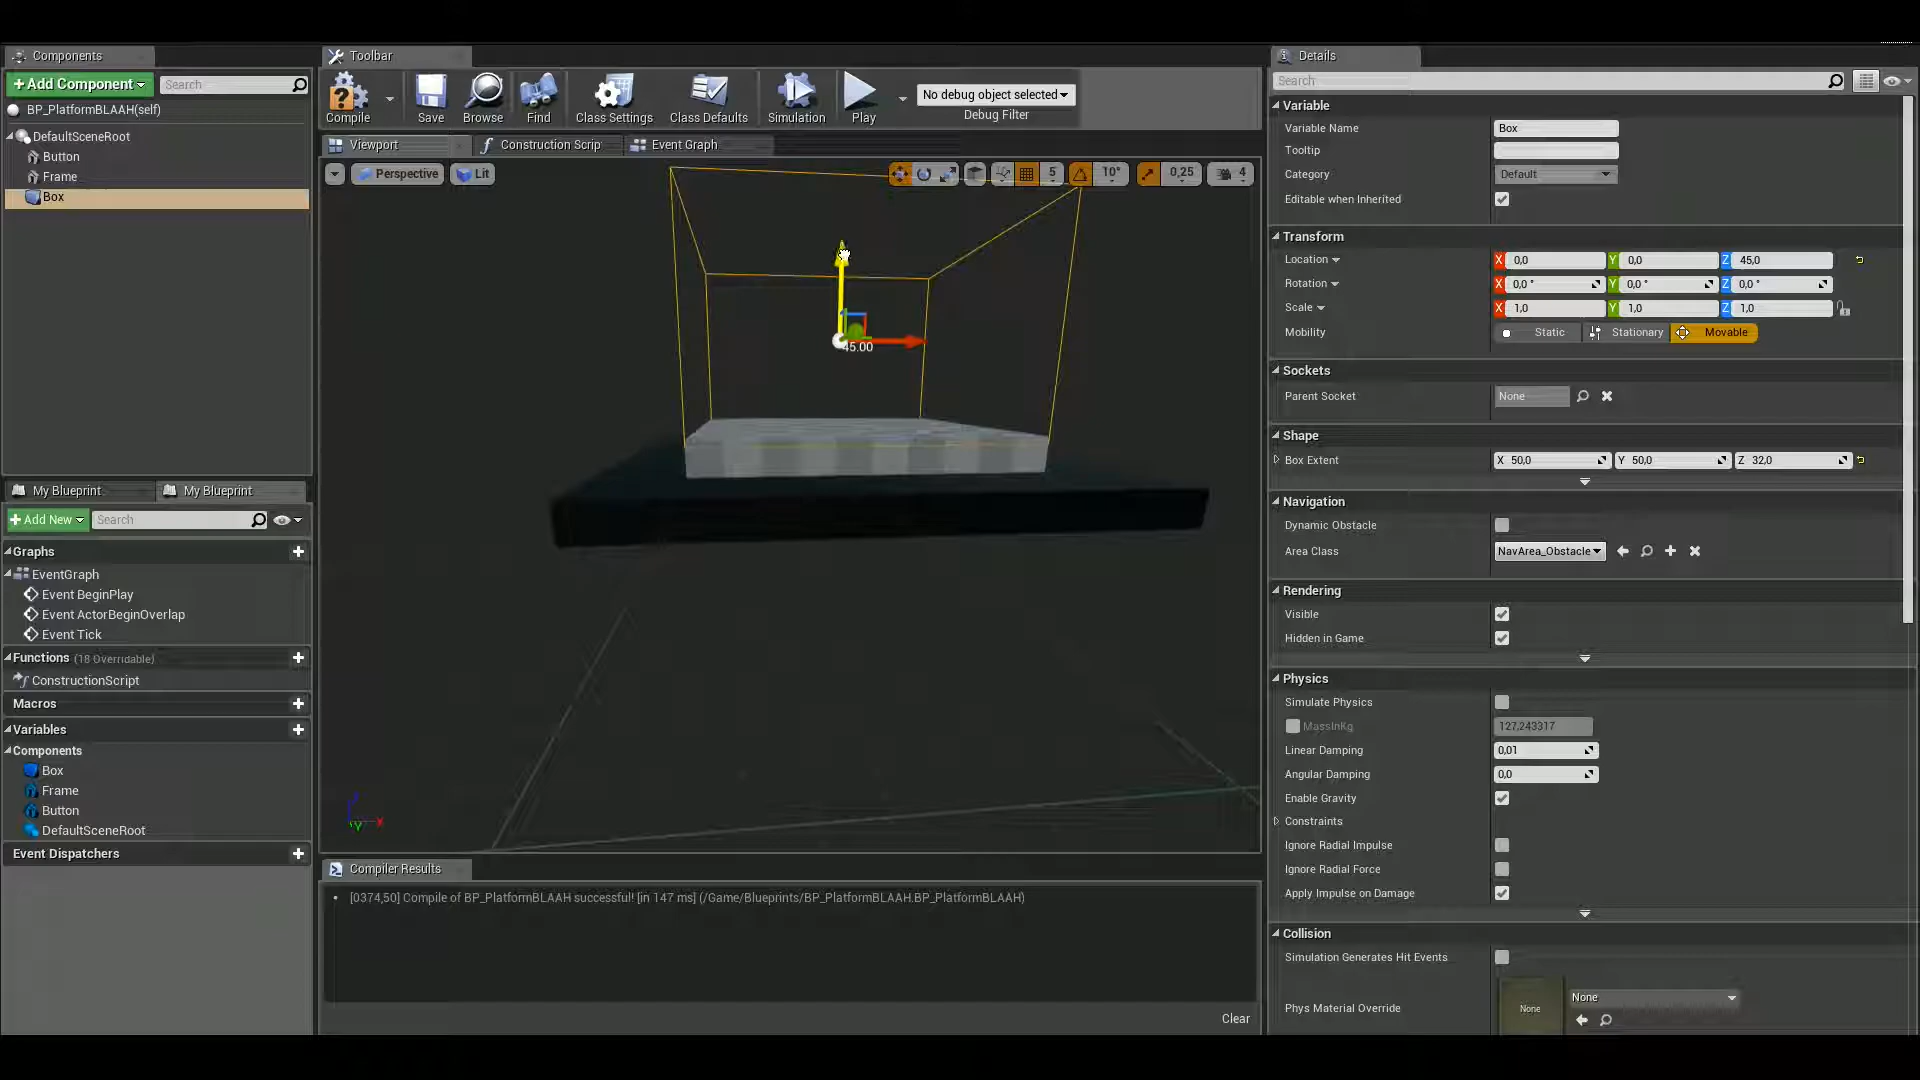 Components
Toolbar
Details
+ Add Component
Search
Search
BP_PlatformBLAAH(self)
DefaultSceneRoot
Button
Frame
Box
Compile
Save
Browse
Find
Class Settings
Class Defaults
Simulation
Play
No debug object selected
Debug Filter
Viewport
Construction Scrip
Event Graph
Perspective
Lit
5
10°
0,25
4
45.00
Variable
Variable Name
Box
Tooltip
Category
Default
Editable when Inherited
Transform
Location
X 0,0 Y 0,0 Z 45,0
Rotation
X 0,0 ° Y 0,0 ° Z 0,0 °
Scale
X 1,0 Y 1,0 Z 1,0
Mobility
Static
Stationary
Movable
Sockets
Parent Socket
None
Shape
Box Extent
X 50,0 Y 50,0 Z 32,0
Navigation
Dynamic Obstacle
Area Class
NavArea_Obstacle
Rendering
Visible
Hidden in Game
Physics
Simulate Physics
MassInKg
127,243317
Linear Damping
0,01
Angular Damping
0,0
Enable Gravity
Constraints
Ignore Radial Impulse
Ignore Radial Force
Apply Impulse on Damage
Collision
Simulation Generates Hit Events
Phys Material Override
None
None
My Blueprint
My Blueprint
+ Add New
Search
Graphs
EventGraph
Event BeginPlay
Event ActorBeginOverlap
Event Tick
Functions (18 Overridable)
ConstructionScript
Macros
Variables
Components
Box
Frame
Button
DefaultSceneRoot
Event Dispatchers
Y X
Compiler Results
[0374,50] Compile of BP_PlatformBLAAH successful! [in 147 ms] (/Game/Blueprints/BP_PlatformBLAAH.BP_PlatformBLAAH)
Clear